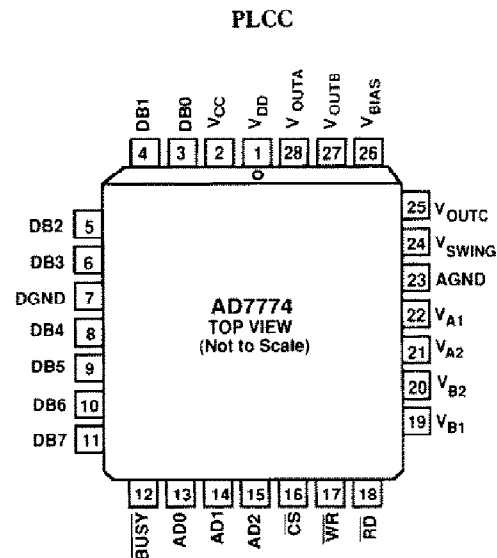 PLCC
DB1 DB0 VCC VDD VOUTA VOUTB VBIAS
4 3 2 1 28 27 26
DB2 5
DB3 6
DGND 7
DB4 8
DB5 9
DB6 10
DB7 11
AD7774
TOP VIEW
(Not to Scale)
25 VOUTC
24 VSWING
23 AGND
22 VA1
21 VA2
20 VB2
19 VB1
12 13 14 15 16 17 18
BUSY AD0 AD1 AD2 CS WR RD